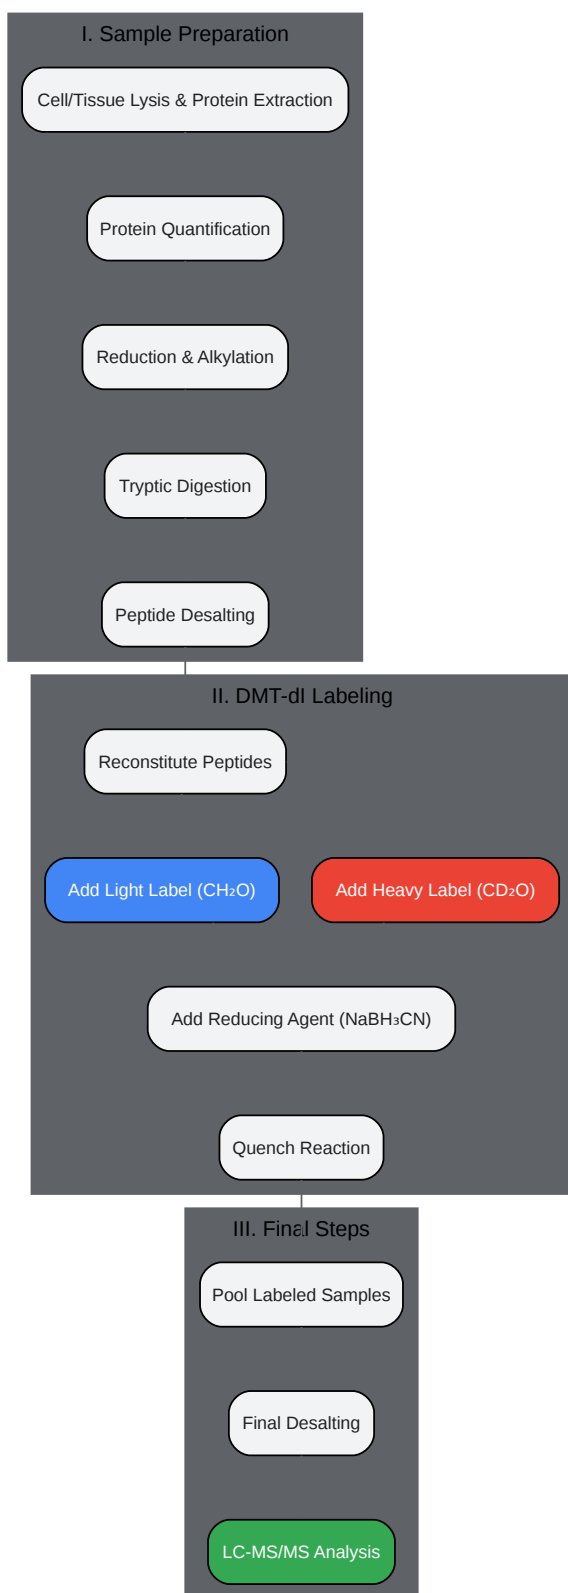 I. Sample Preparation
Cell/Tissue Lysis & Protein Extraction
Protein Quantification
Reduction & Alkylation
Tryptic Digestion
Peptide Desalting
II. DMT-dI Labeling
Reconstitute Peptides
Add Light Label (CH₂O)
Add Heavy Label (CD₂O)
Add Reducing Agent (NaBH₃CN)
Quench Reaction
III. Final Steps
Pool Labeled Samples
Final Desalting
LC-MS/MS Analysis